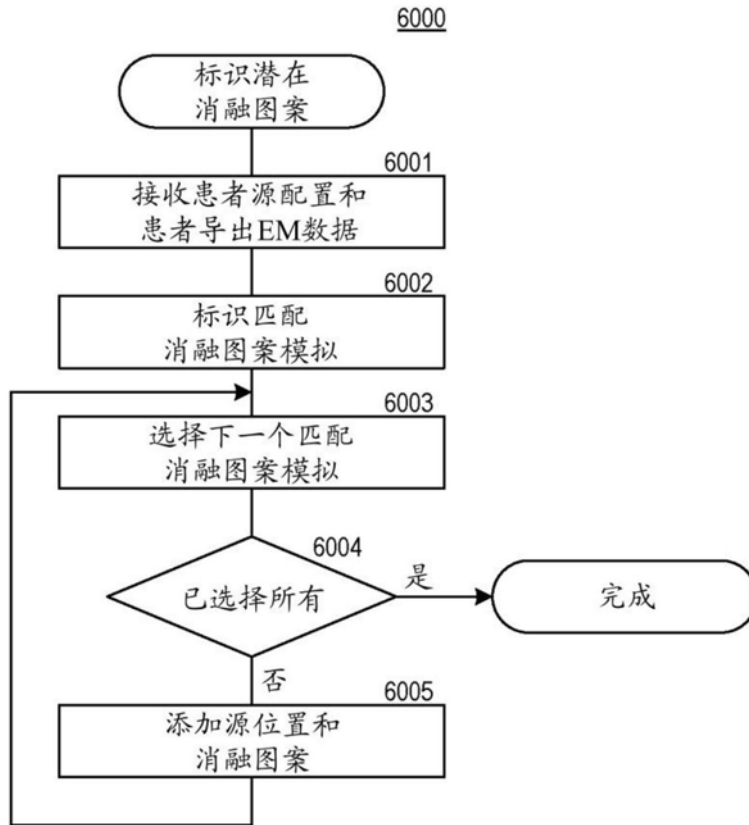 6000
标识潜在
消融图案
6001
接收患者源配置和
患者导出EM数据
6002
标识匹配
消融图案模拟
6003
选择下一个匹配
消融图案模拟
6004
已选择所有
是
完成
否
6005
添加源位置和
消融图案